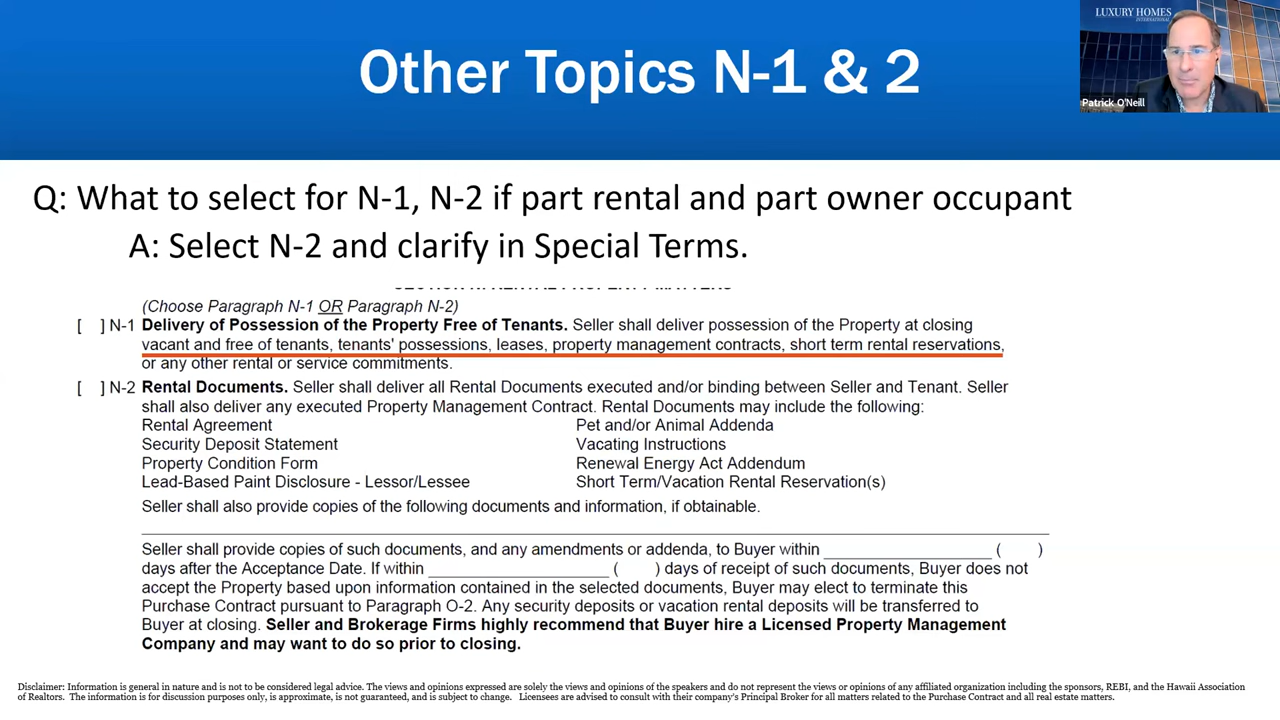 Other Topics N-1 & 2
LUXURY HOMES
INTERNATIONAL
Patrick O'Neill
Q: What to select for N-1, N-2 if part rental and part owner occupant
A: Select N-2 and clarify in Special Terms.
(Choose Paragraph N-1 OR Paragraph N-2)
[ ] N-1 Delivery of Possession of the Property Free of Tenants. Seller shall deliver possession of the Property at closing
vacant and free of tenants, tenants' possessions, leases, property management contracts, short term rental reservations,
or any other rental or service commitments.
[ ] N-2 Rental Documents. Seller shall deliver all Rental Documents executed and/or binding between Seller and Tenant. Seller
shall also deliver any executed Property Management Contract. Rental Documents may include the following:
Rental Agreement Pet and/or Animal Addenda
Security Deposit Statement Vacating Instructions
Property Condition Form Renewal Energy Act Addendum
Lead-Based Paint Disclosure - Lessor/Lessee Short Term/Vacation Rental Reservation(s)
Seller shall also provide copies of the following documents and information, if obtainable.
Seller shall provide copies of such documents, and any amendments or addenda, to Buyer within ____________________ ( )
days after the Acceptance Date. If within ____________________ ( ) days of receipt of such documents, Buyer does not
accept the Property based upon information contained in the selected documents, Buyer may elect to terminate this
Purchase Contract pursuant to Paragraph O-2. Any security deposits or vacation rental deposits will be transferred to
Buyer at closing. Seller and Brokerage Firms highly recommend that Buyer hire a Licensed Property Management
Company and may want to do so prior to closing.
Disclaimer: Information is general in nature and is not to be considered legal advice. The views and opinions expressed are solely the views and opinions of the speakers and do not represent the views or opinions of any affiliated organization including the sponsors, REBI, and the Hawaii Association
of Realtors. The information is for discussion purposes only, is approximate, is not guaranteed, and is subject to change. Licensees are advised to consult with their company's Principal Broker for all matters related to the Purchase Contract and all real estate matters.